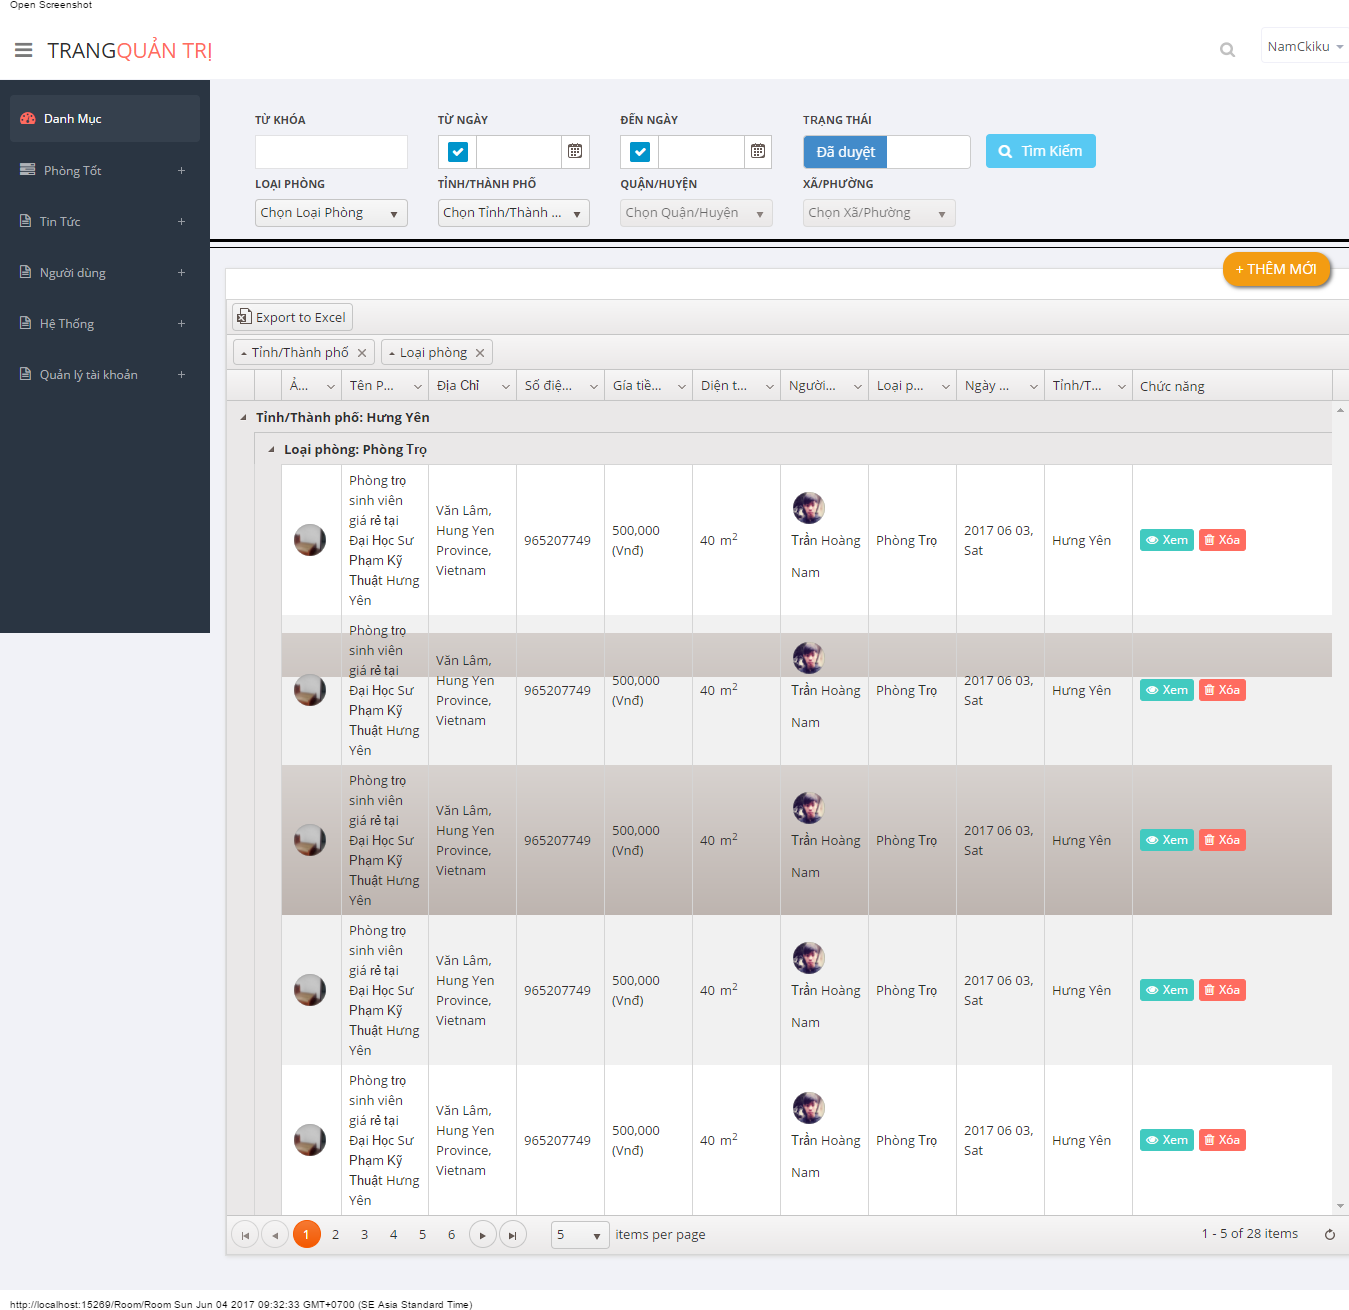 Open Screenshot
TRANGQUẢN TRỊ
NamCkiku
Danh Mục
Phòng Tốt +
Tin Tức +
Người dùng +
Hệ Thống +
Quản lý tài khoản +
TỪ KHÓA TỪ NGÀY ĐẾN NGÀY TRẠNG THÁI
Đã duyệt Tìm Kiếm
LOẠI PHÒNG TỈNH/THÀNH PHỐ QUẬN/HUYỆN XÃ/PHƯỜNG
Chọn Loại Phòng Chọn Tỉnh/Thành ... Chọn Quận/Huyện Chọn Xã/Phường
+ THÊM MỚI
Export to Excel
Tỉnh/Thành phố Loại phòng
Ả... Tên P... Địa Chỉ Số điệ... Gía tiề... Diện t... Người... Loại p... Ngày ... Tỉnh/T... Chức năng
Tỉnh/Thành phố: Hưng Yên
Loại phòng: Phòng Trọ
Phòng trọ
sinh viên
giá rẻ tại
Đại Học Sư
Phạm Kỹ
Thuật Hưng
Yên
Văn Lâm,
Hung Yen
Province,
Vietnam
965207749
500,000
(Vnđ)
40 m2
Trần Hoàng
Nam
Phòng Trọ
2017 06 03,
Sat
Hưng Yên
Xem Xóa
Phòng trọ
sinh viên
giá rẻ tại
Đại Học Sư
Phạm Kỹ
Thuật Hưng
Yên
Văn Lâm,
Hung Yen
Province,
Vietnam
965207749
500,000
(Vnđ)
40 m2
Trần Hoàng
Nam
Phòng Trọ
2017 06 03,
Sat
Hưng Yên
Xem Xóa
Phòng trọ
sinh viên
giá rẻ tại
Đại Học Sư
Phạm Kỹ
Thuật Hưng
Yên
Văn Lâm,
Hung Yen
Province,
Vietnam
965207749
500,000
(Vnđ)
40 m2
Trần Hoàng
Nam
Phòng Trọ
2017 06 03,
Sat
Hưng Yên
Xem Xóa
Phòng trọ
sinh viên
giá rẻ tại
Đại Học Sư
Phạm Kỹ
Thuật Hưng
Yên
Văn Lâm,
Hung Yen
Province,
Vietnam
965207749
500,000
(Vnđ)
40 m2
Trần Hoàng
Nam
Phòng Trọ
2017 06 03,
Sat
Hưng Yên
Xem Xóa
Phòng trọ
sinh viên
giá rẻ tại
Đại Học Sư
Phạm Kỹ
Thuật Hưng
Yên
Văn Lâm,
Hung Yen
Province,
Vietnam
965207749
500,000
(Vnđ)
40 m2
Trần Hoàng
Nam
Phòng Trọ
2017 06 03,
Sat
Hưng Yên
Xem Xóa
1 2 3 4 5 6 5 items per page 1 - 5 of 28 items
http://localhost:15269/Room/Room Sun Jun 04 2017 09:32:33 GMT+0700 (SE Asia Standard Time)